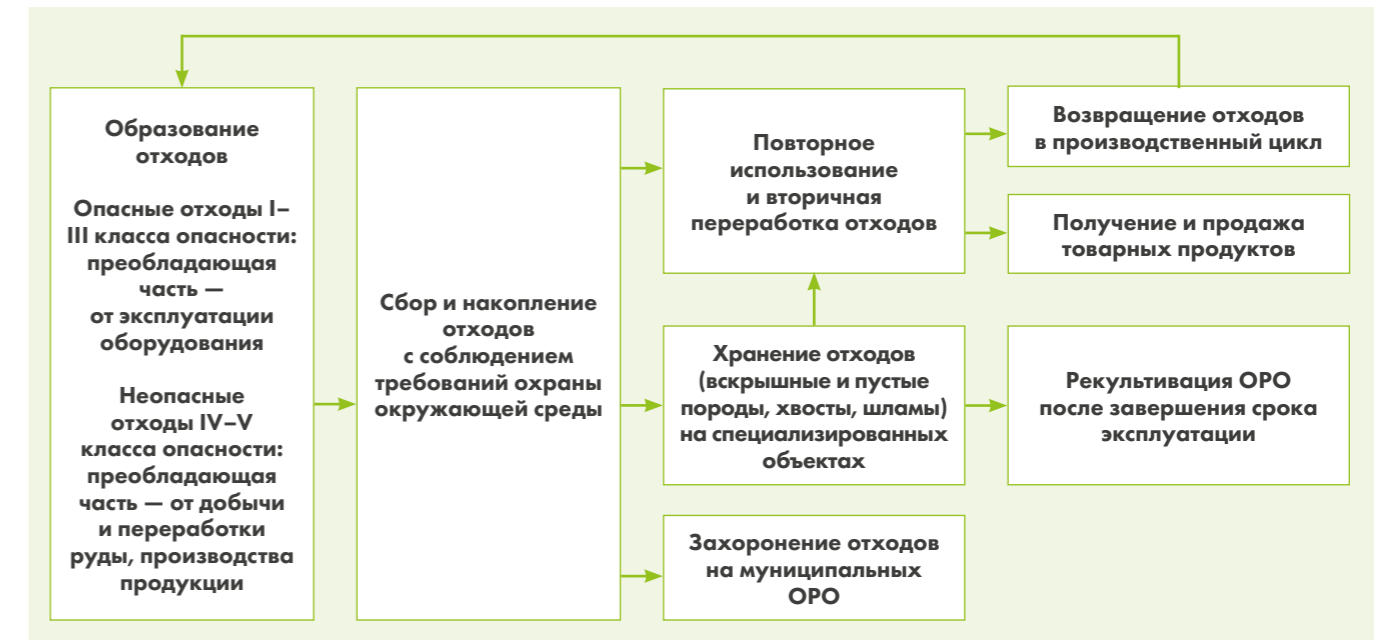 Образование
отходов
Опасные отходы I–
III класса опасности:
преобладающая
часть —
от эксплуатации
оборудования
Неопасные
отходы IV–V
класса опасности:
преобладающая
часть — от добычи
и переработки
руды, производства
продукции
Сбор и накопление
отходов
с соблюдением
требований охраны
окружающей среды
Повторное
использование
и вторичная
переработка отходов
Возвращение отходов
в производственный цикл
Получение и продажа
товарных продуктов
Хранение отходов
(вскрышные и пустые
породы, хвосты, шламы)
на специализированных
объектах
Рекультивация ОРО
после завершения срока
эксплуатации
Захоронение отходов
на муниципальных
ОРО